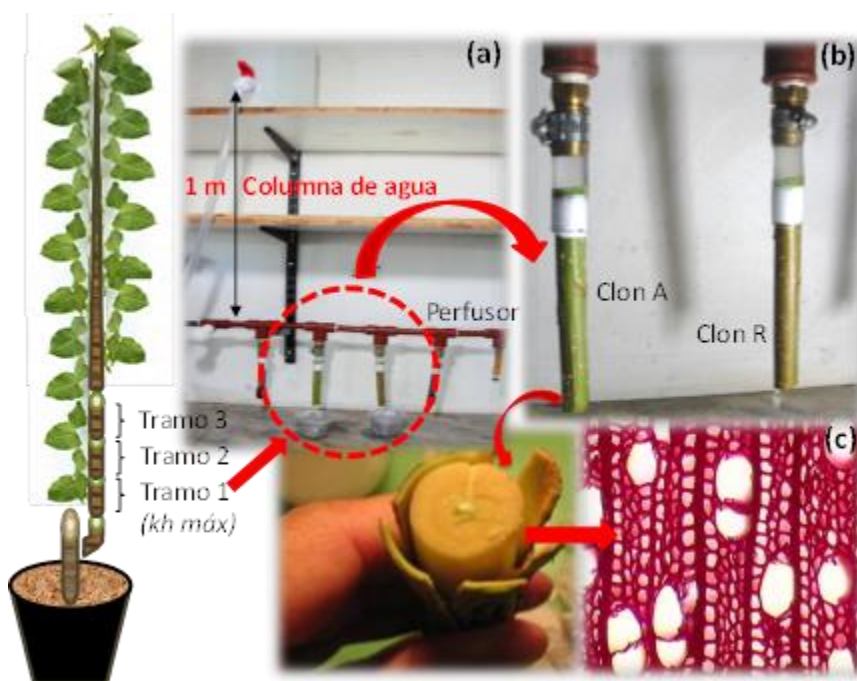 (a)
(b)
1 m Columna de agua
Perfusor
Clon A
Clon R
Tramo 3
Tramo 2
Tramo 1
(kh máx)
(c)